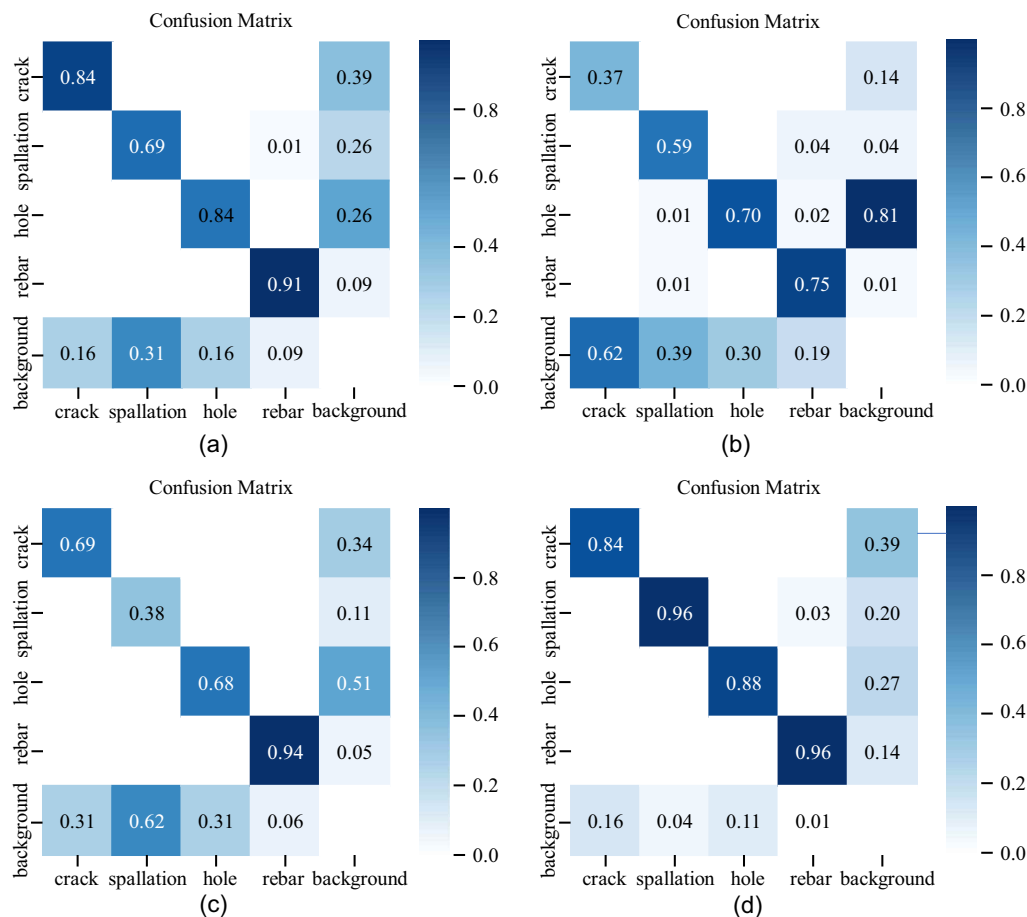 (a)
Confusion Matrix
crack 0.84 0.39
spallation 0.69 0.01 0.26
hole 0.84 0.26
rebar 0.91 0.09
background 0.16 0.31 0.16 0.09
crack spallation hole rebar background
0.8
0.6
0.4
0.2
0.0
(a)
Confusion Matrix
crack 0.37 0.14
spallation 0.59 0.04 0.04
hole 0.01 0.70 0.02 0.81
rebar 0.01 0.75 0.01
background 0.62 0.39 0.30 0.19
crack spallation hole rebar background
0.8
0.6
0.4
0.2
0.0
(b)
Confusion Matrix
crack 0.69 0.34
spallation 0.38 0.11
hole 0.68 0.51
rebar 0.94 0.05
background 0.31 0.62 0.31 0.06
crack spallation hole rebar background
0.8
0.6
0.4
0.2
0.0
(c)
Confusion Matrix
crack 0.84 0.39
spallation 0.96 0.03 0.20
hole 0.88 0.27
rebar 0.96 0.14
background 0.16 0.04 0.11 0.01
crack spallation hole rebar background
0.8
0.6
0.4
0.2
0.0
(d)